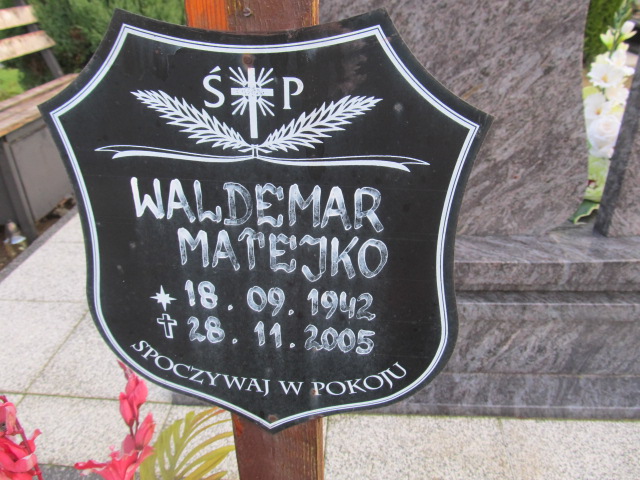 Ś P
WALDEMAR
MATEJKO
18. 09. 1942
28. 11. 2005
SPOCZYWAJ W POKOJU